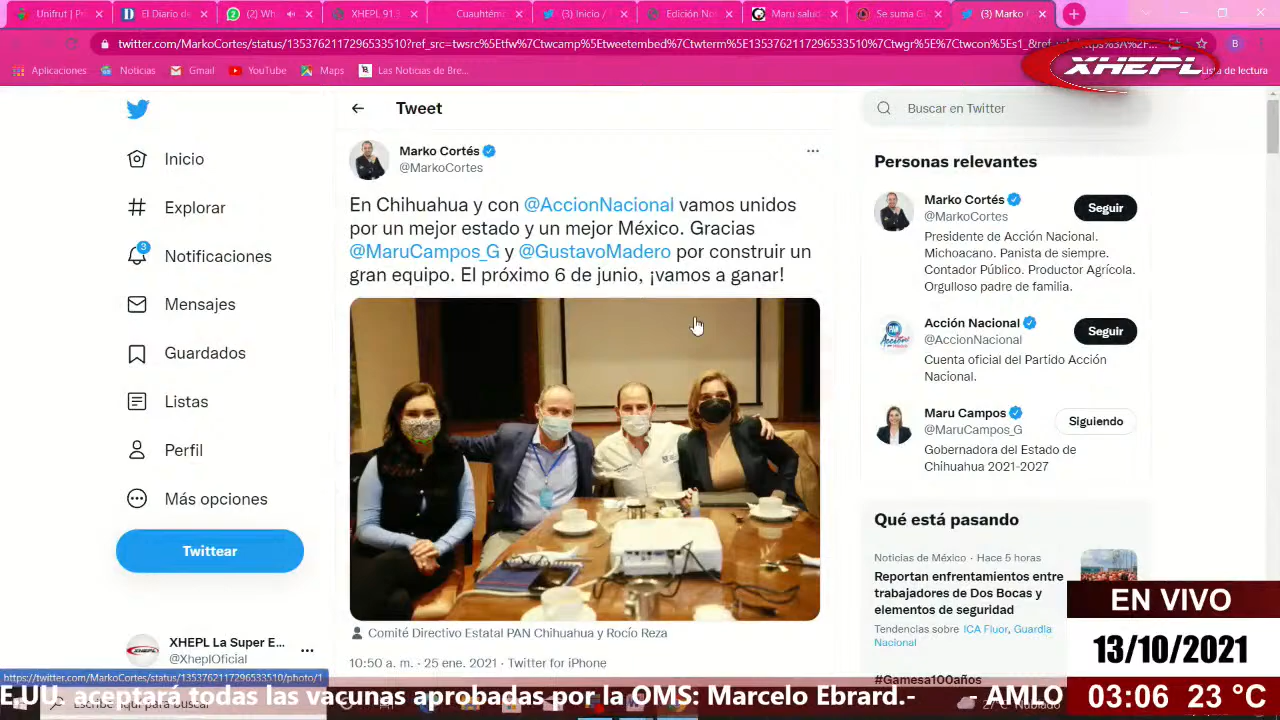 Unifrut | P
El Diario de
(2) Wh
XHEPL 91.
Cuauhtém
(3) Inicio /
Edición No
Maru salud
Se suma G
(3) Marko
twitter.com/MarkoCortes/status/1353762117296533510?ref_src=twsrc%5Etfw%7Ctwcamp%5Etweetembed%7Ctwterm%5E1353762117296533510%7Ctwgr%5E%7Ctwcon%5Es1_&ref
B
Aplicaciones
Noticias
Gmail
YouTube
Maps
Las Noticias de Bre...
Lista de lectura
XHEPL
Tweet
Buscar en Twitter
Inicio
Explorar
3
Notificaciones
Mensajes
Guardados
Listas
Perfil
Más opciones
Twittear
XHEPL La Super E...
@XheplOficial
Marko Cortés
@MarkoCortes
En Chihuahua y con @AccionNacional vamos unidos
por un mejor estado y un mejor México. Gracias
@MaruCampos_G y @GustavoMadero por construir un
gran equipo. El próximo 6 de junio, ¡vamos a ganar!
Comité Directivo Estatal PAN Chihuahua y Rocío Reza
10:50 a. m. · 25 ene. 2021 · Twitter for iPhone
Personas relevantes
Marko Cortés
@MarkoCortes
Seguir
Presidente de Acción Nacional.
Michoacano. Panista de siempre.
Contador Público. Productor Agrícola.
Orgulloso padre de familia.
Acción Nacional
@AccionNacional
Seguir
Cuenta oficial del Partido Acción
Nacional.
Maru Campos
@MaruCampos_G
Siguiendo
Gobernadora del Estado de
Chihuahua 2021-2027
Qué está pasando
Noticias de México · Hace 5 horas
Reportan enfrentamientos entre
trabajadores de Dos Bocas y
elementos de seguridad
Tendencias sobre ICA Fluor, Guardia
Nacional
#Gamesa100años
https://twitter.com/MarkoCortes/status/1353762117296533510/photo/1
EN VIVO
13/10/2021
E.UU. aceptará todas las vacunas aprobadas por la OMS: Marcelo Ebrard.- - AMLO
03:06 23 °C
27°C Nublado